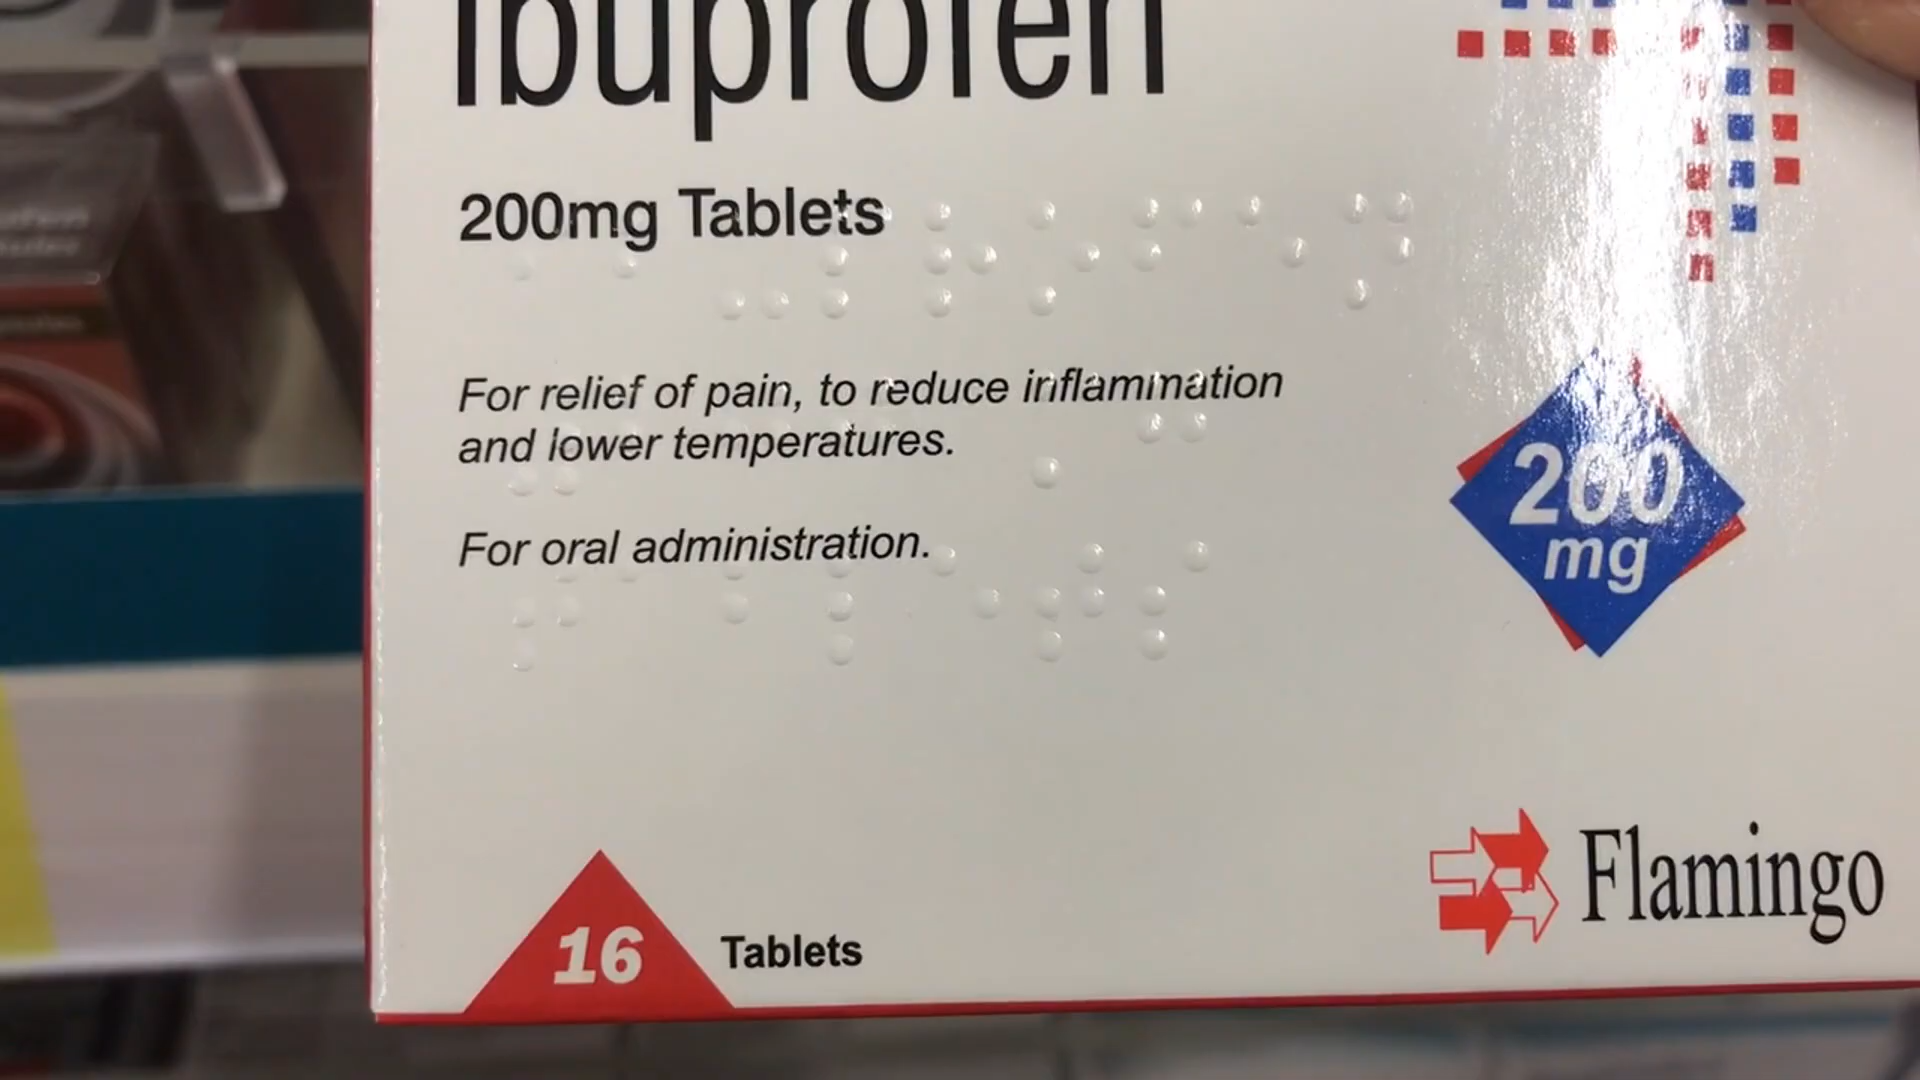 Ibuprofen
200mg Tablets
For relief of pain, to reduce inflammation
and lower temperatures.
For oral administration.
200
mg
Flamingo
16
Tablets